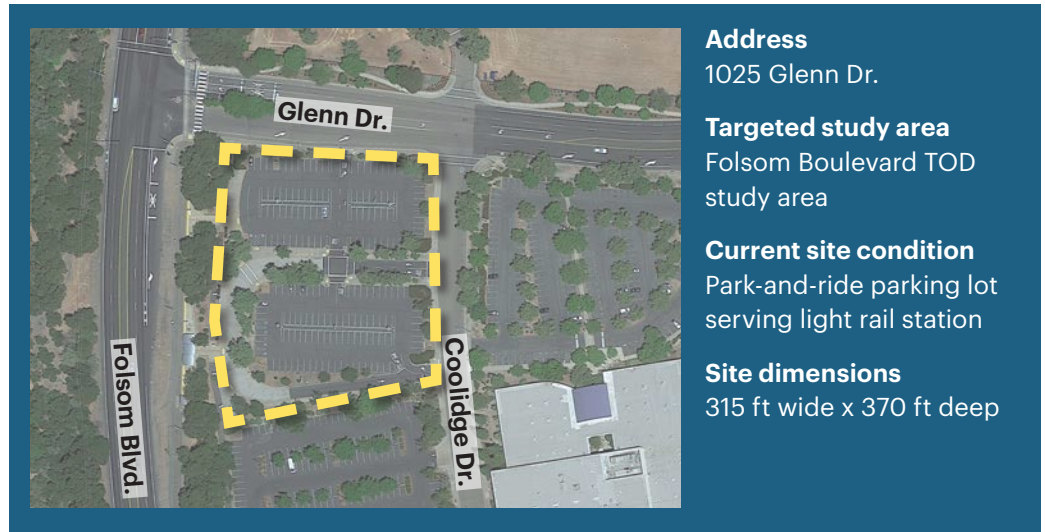 Glenn Dr.
Folsom Blvd.
Coolidge Dr.
Address
1025 Glenn Dr.
Targeted study area
Folsom Boulevard TOD
study area
Current site condition
Park-and-ride parking lot
serving light rail station
Site dimensions
315 ft wide x 370 ft deep